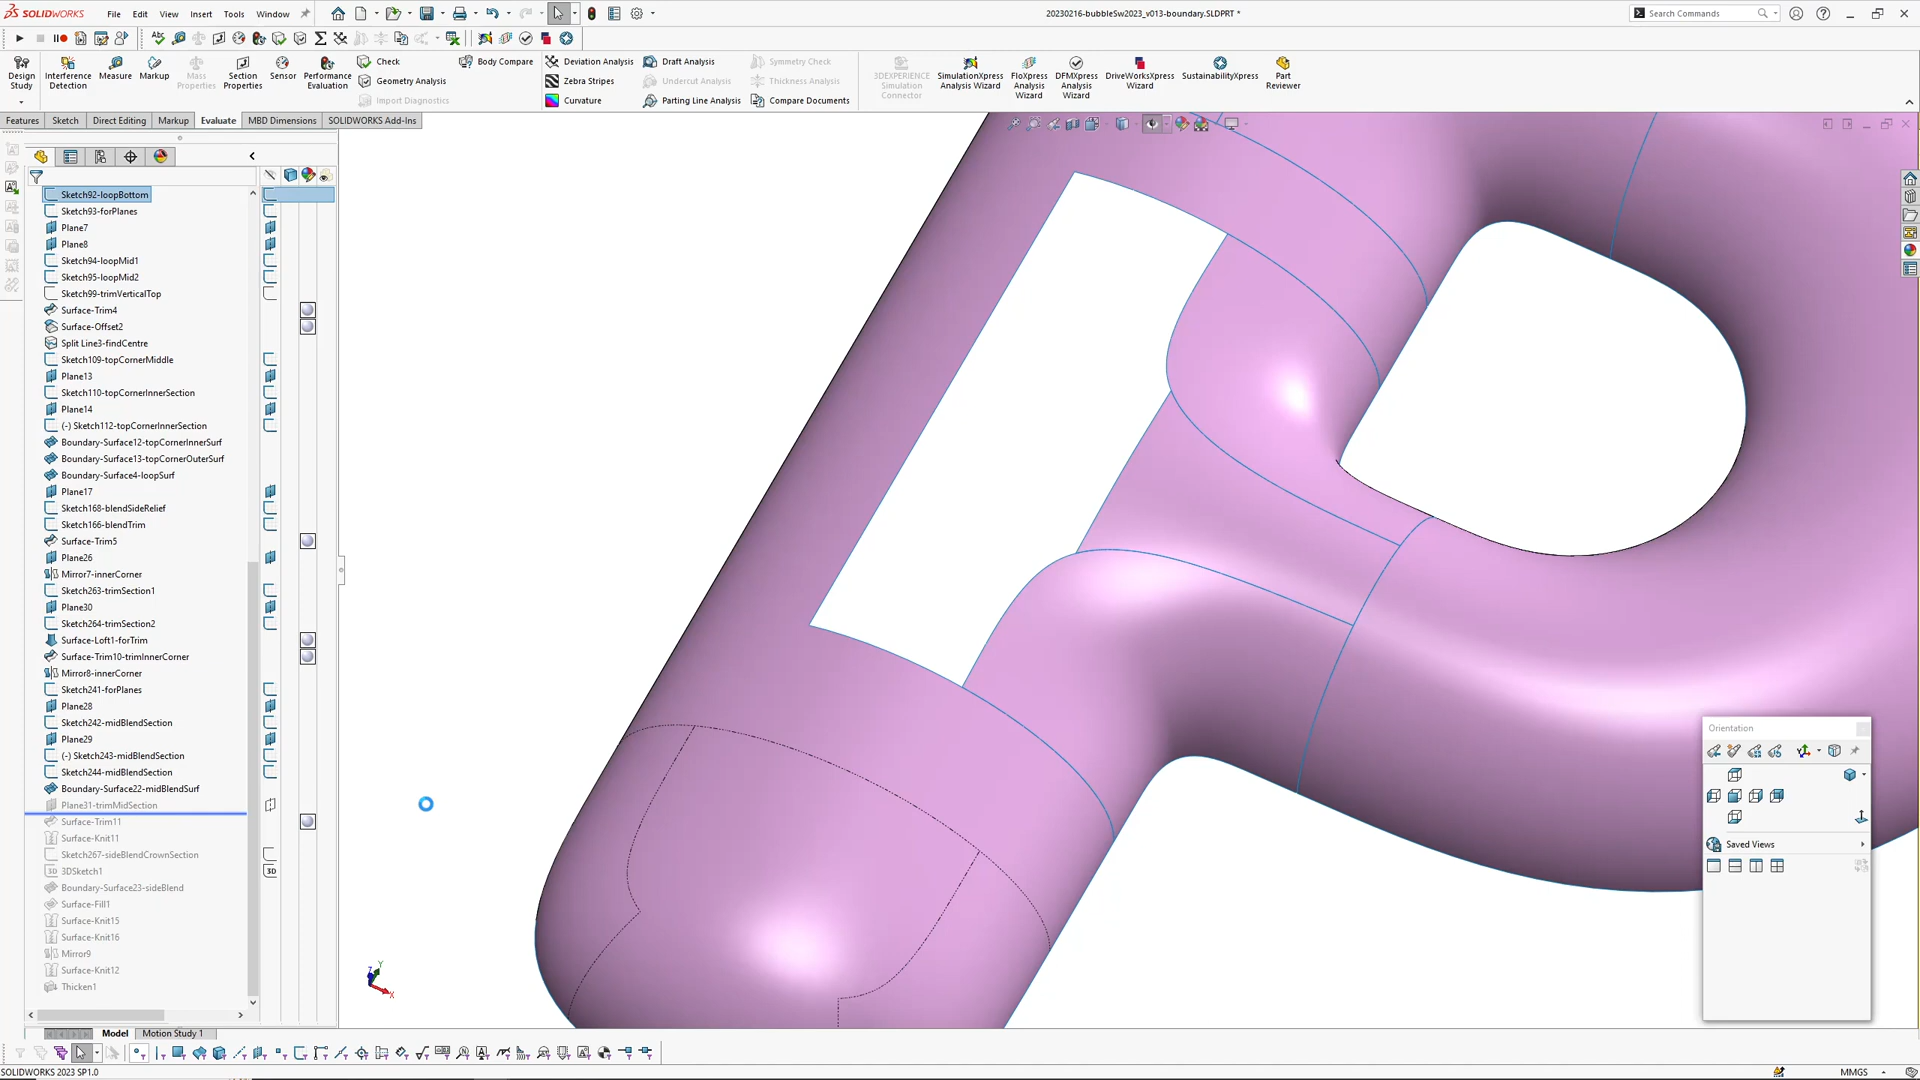 SOLIDWORKS File Edit View Insert Tools Window 20230216-bubbleSw2023_v013-boundary.SLDPRT * Search Commands
Design Study
Interference Detection
Measure
Markup
Mass Properties
Section Properties
Sensor
Performance Evaluation
Check
Geometry Analysis
Import Diagnostics
Body Compare
Deviation Analysis
Zebra Stripes
Curvature
Draft Analysis
Undercut Analysis
Parting Line Analysis
Symmetry Check
Thickness Analysis
Compare Documents
3DEXPERIENCE Simulation Connector
SimulationXpress Analysis Wizard
FloXpress Analysis Wizard
DFMXpress Analysis Wizard
DriveWorksXpress Wizard
SustainabilityXpress
Part Reviewer
Features Sketch Direct Editing Markup Evaluate MBD Dimensions SOLIDWORKS Add-Ins
Sketch92-loopBottom
Sketch93-forPlanes
Plane7
Plane8
Sketch94-loopMid1
Sketch95-loopMid2
Sketch99-trimVerticalTop
Surface-Trim4
Surface-Offset2
Split Line3-findCentre
Sketch109-topCornerMiddle
Plane13
Sketch110-topCornerInnerSection
Plane14
(-) Sketch112-topCornerInnerSection
Boundary-Surface12-topCornerInnerSurf
Boundary-Surface13-topCornerOuterSurf
Boundary-Surface4-loopSurf
Plane17
Sketch168-blendSideRelief
Sketch166-blendTrim
Surface-Trim5
Plane26
Mirror7-innerCorner
Sketch263-trimSection1
Plane30
Sketch264-trimSection2
Surface-Loft1-forTrim
Surface-Trim10-trimInnerCorner
Mirror8-innerCorner
Sketch241-forPlanes
Plane28
Sketch242-midBlendSection
Plane29
(-) Sketch243-midBlendSection
Sketch244-midBlendSection
Boundary-Surface22-midBlendSurf
Plane31-trimMidSection
Surface-Trim11
Surface-Knit11
Sketch267-sideBlendCrownSection
3D 3DSketch1 3D
Boundary-Surface23-sideBlend
Surface-Fill1
Surface-Knit15
Surface-Knit16
Mirror9
Surface-Knit12
Thicken1
Orientation
Saved Views
Y
Z
X
Model Motion Study 1
SOLIDWORKS 2023 SP1.0
MMGS